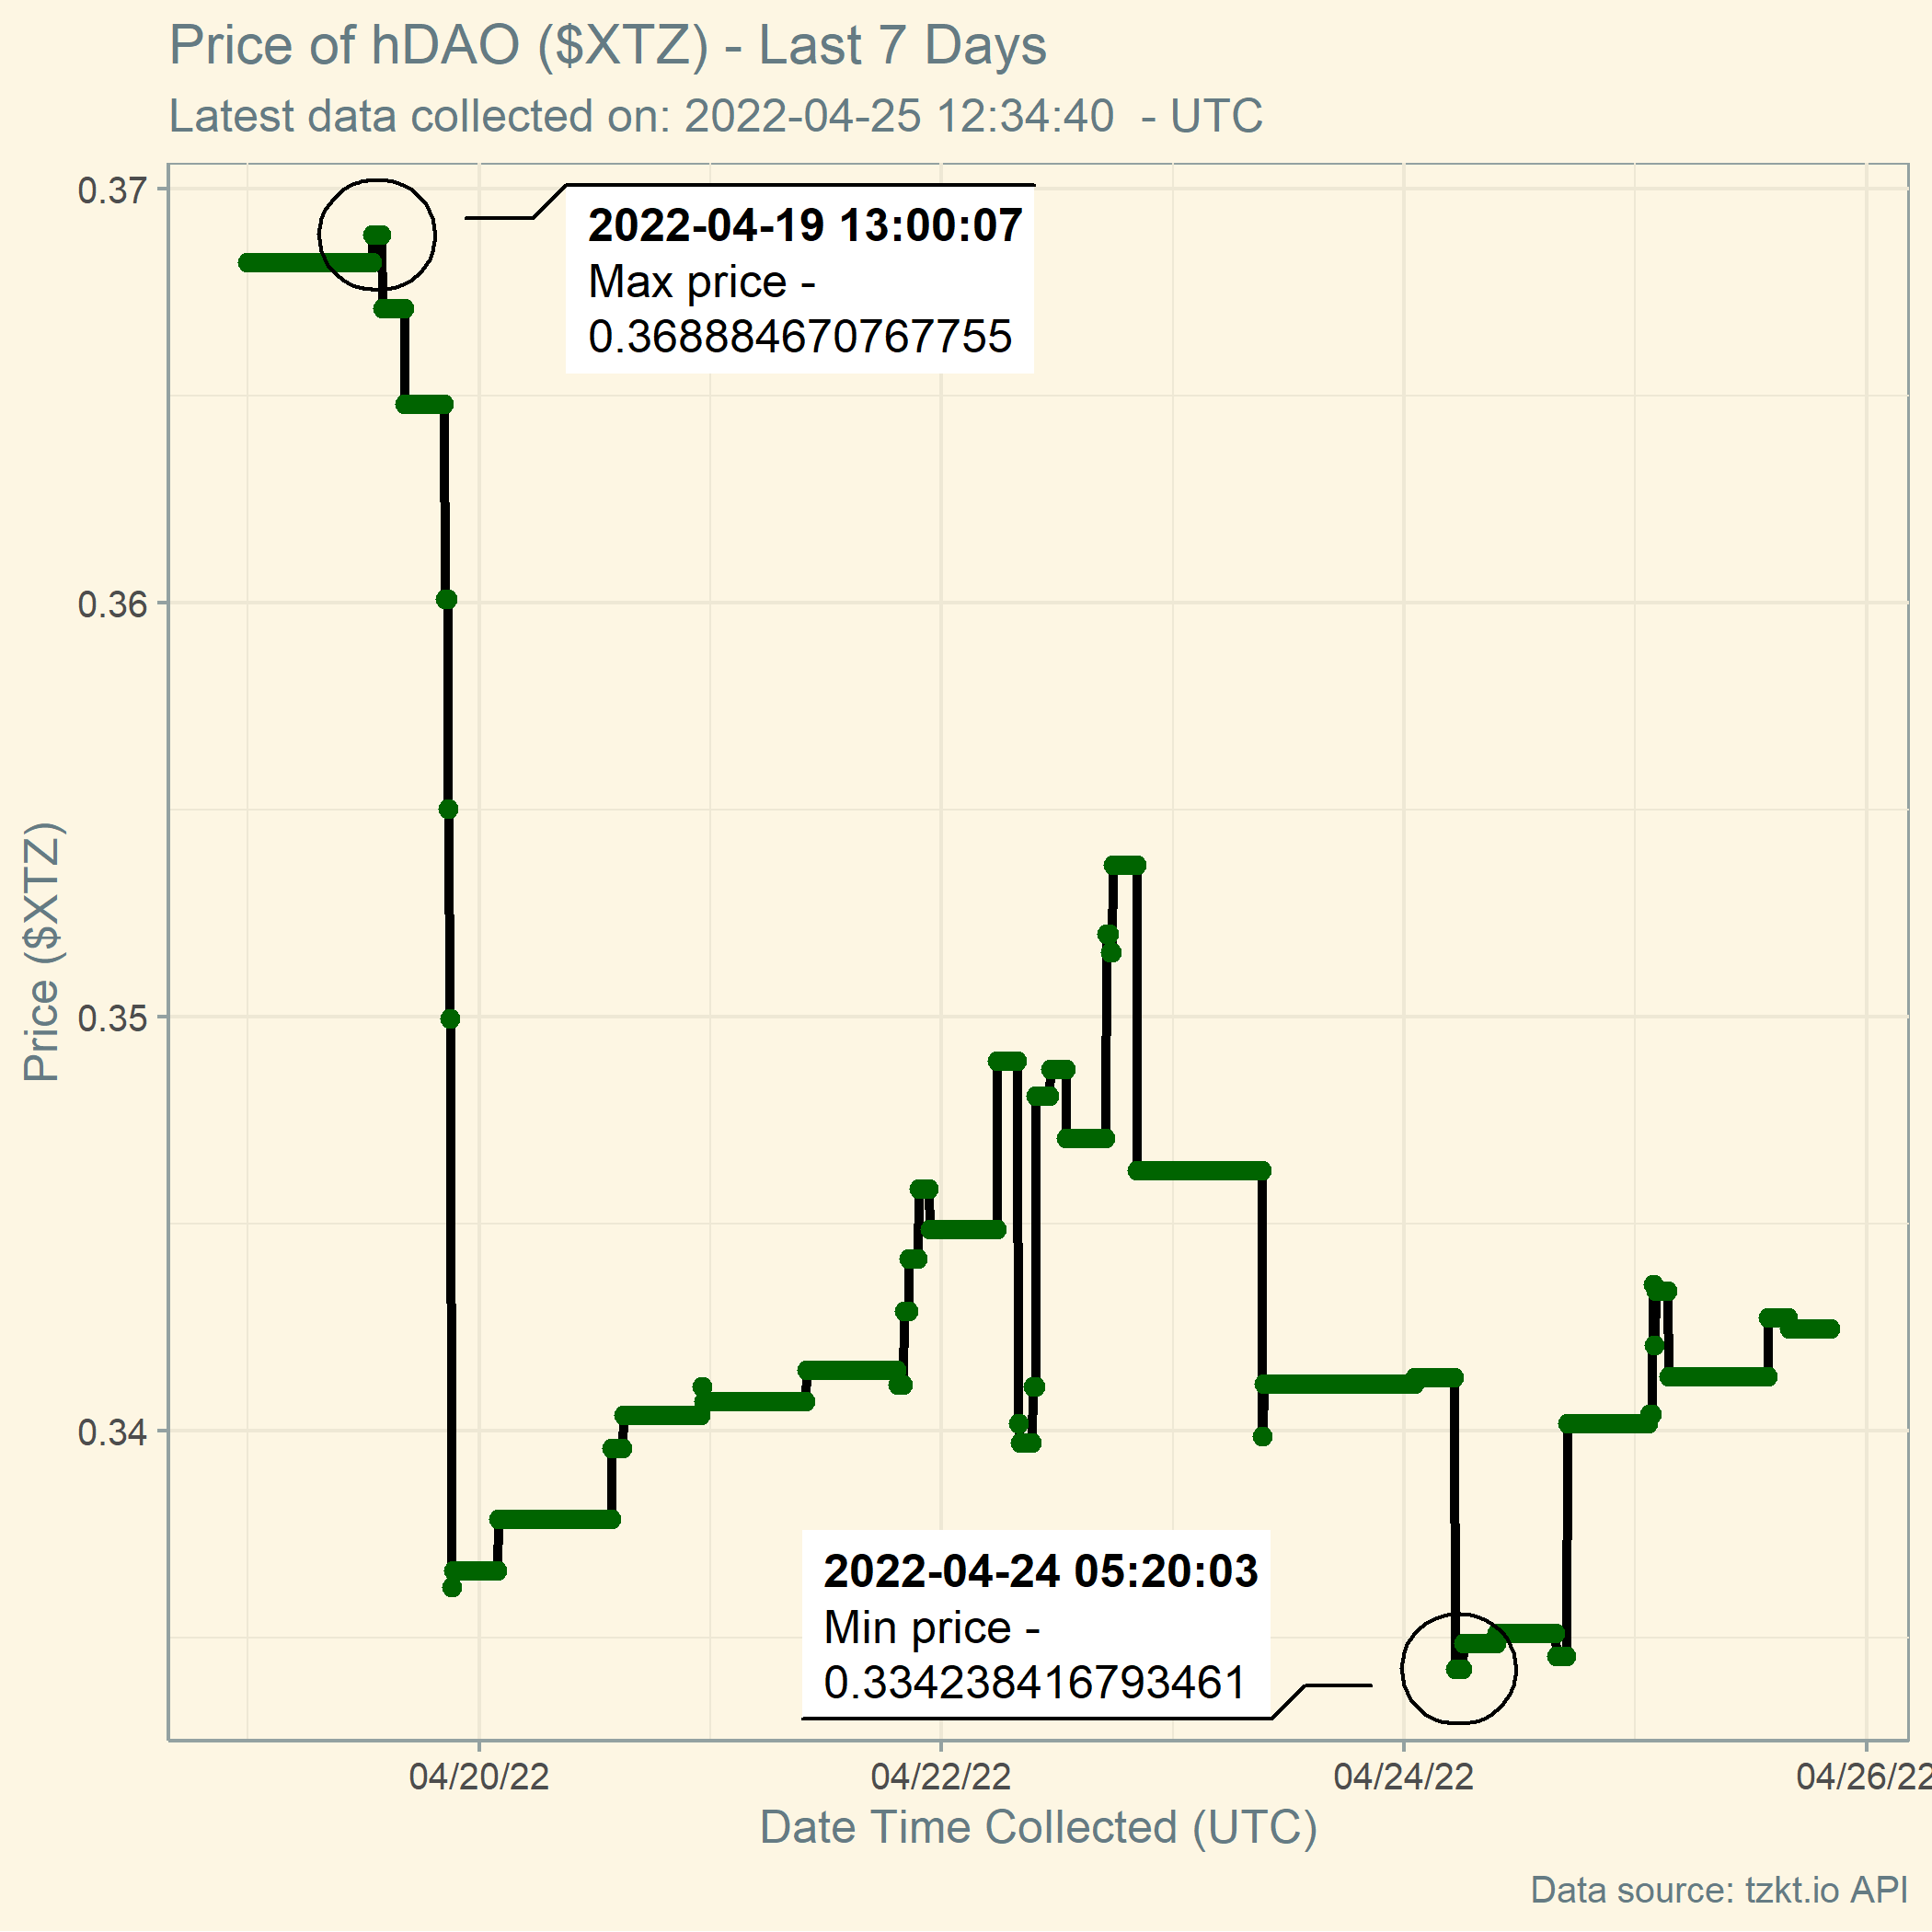 Price of hDAO ($XTZ) - Last 7 Days
Latest data collected on: 2022-04-25 12:34:40  - UTC
0.37
0.36
0.35
0.34
Price ($XTZ)
2022-04-19 13:00:07
Max price -
0.368884670767755
2022-04-24 05:20:03
Min price -
0.334238416793461
04/20/22
04/22/22
04/24/22
04/26/22
Date Time Collected (UTC)
Data source: tzkt.io API